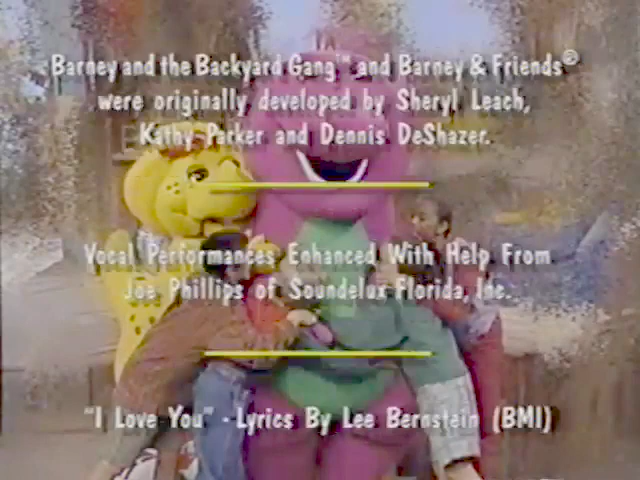 Barney and the Backyard Gang™ and Barney & Friends®
were originally developed by Sheryl Leach,
Kathy Parker and Dennis DeShazer.
Vocal Performances Enhanced With Help From
Joe Phillips of Soundelux Florida, Inc.
"I Love You" - Lyrics By Lee Bernstein (BMI)